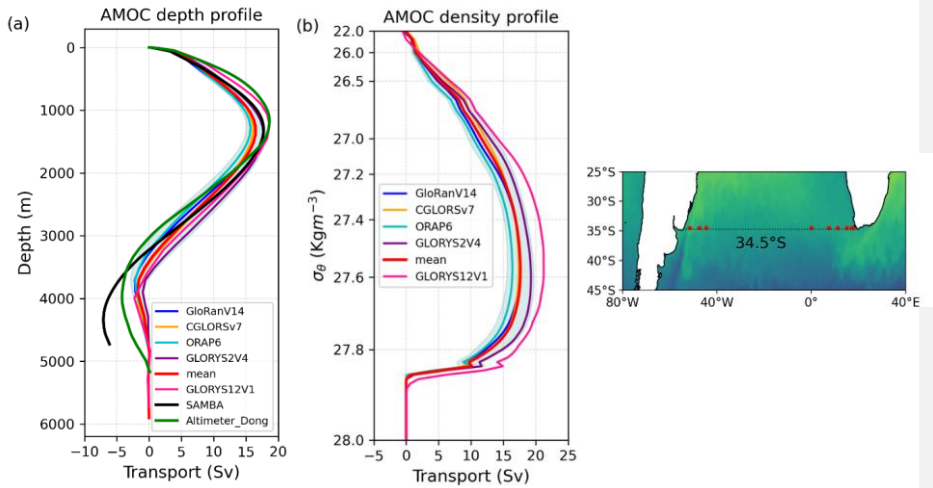 AMOC depth profile
(a)
0
1000
2000
3000
4000
5000
6000
Depth (m)
GloRanV14
CGLORSv7
ORAP6
GLORYS2V4
mean
GLORYS12V1
SAMBA
Altimeter_Dong
-10 -5 0 5 10 15 20
Transport (Sv)
AMOC density profile
(b)
22.0
26.0
26.5
27.0
27.2
27.4
27.6
27.8
28.0
σθ (Kgm⁻³)
GloRanV14
CGLORSv7
ORAP6
GLORYS2V4
mean
GLORYS12V1
-5 0 5 10 15 20 25
Transport (Sv)
25°S
30°S
35°S
40°S
45°S
34.5°S
80°W 40°W 0° 40°E